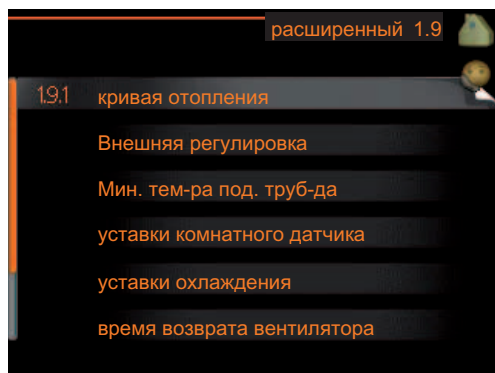 расширенный 1.9
1.9.1 кривая отопления
Внешняя регулировка
Мин. тем-ра под. труб-да
уставки комнатного датчика
уставки охлаждения
время возврата вентилятора